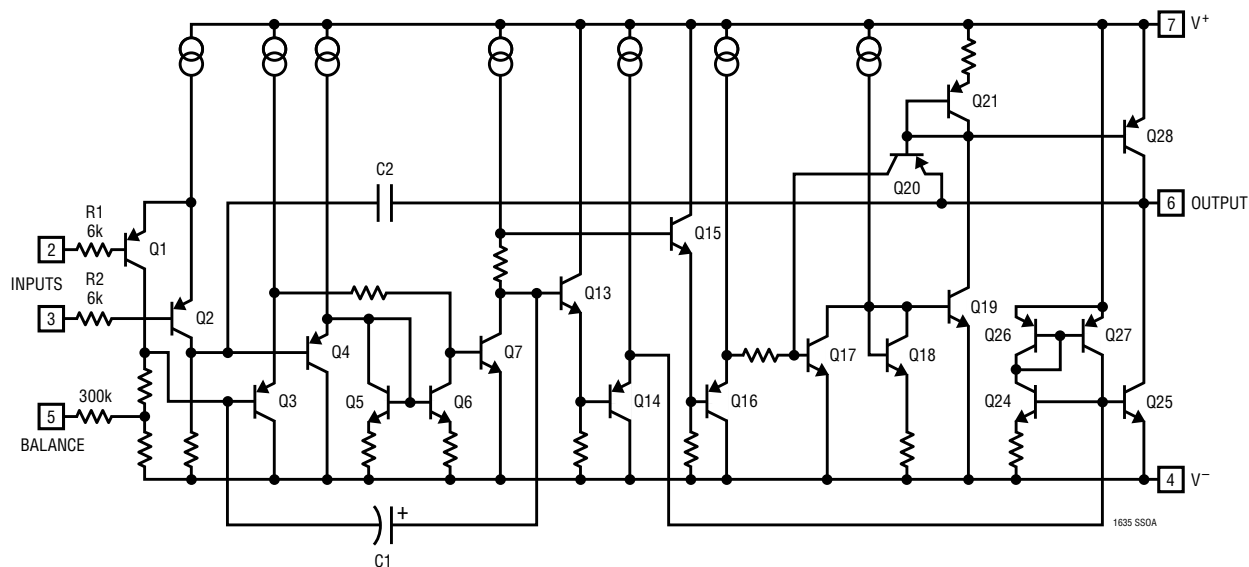 7 V+
Q21
Q28
C2
Q20
6 OUTPUT
R1
6k
Q1
Q15
2
INPUTS
R2
6k
Q13
Q19
3
Q2
Q26
Q27
Q4
Q7
Q17
Q18
300k
Q3
Q5
Q6
Q14
Q16
Q24
Q25
5
BALANCE
4 V−
C1
+
1635 SSOA